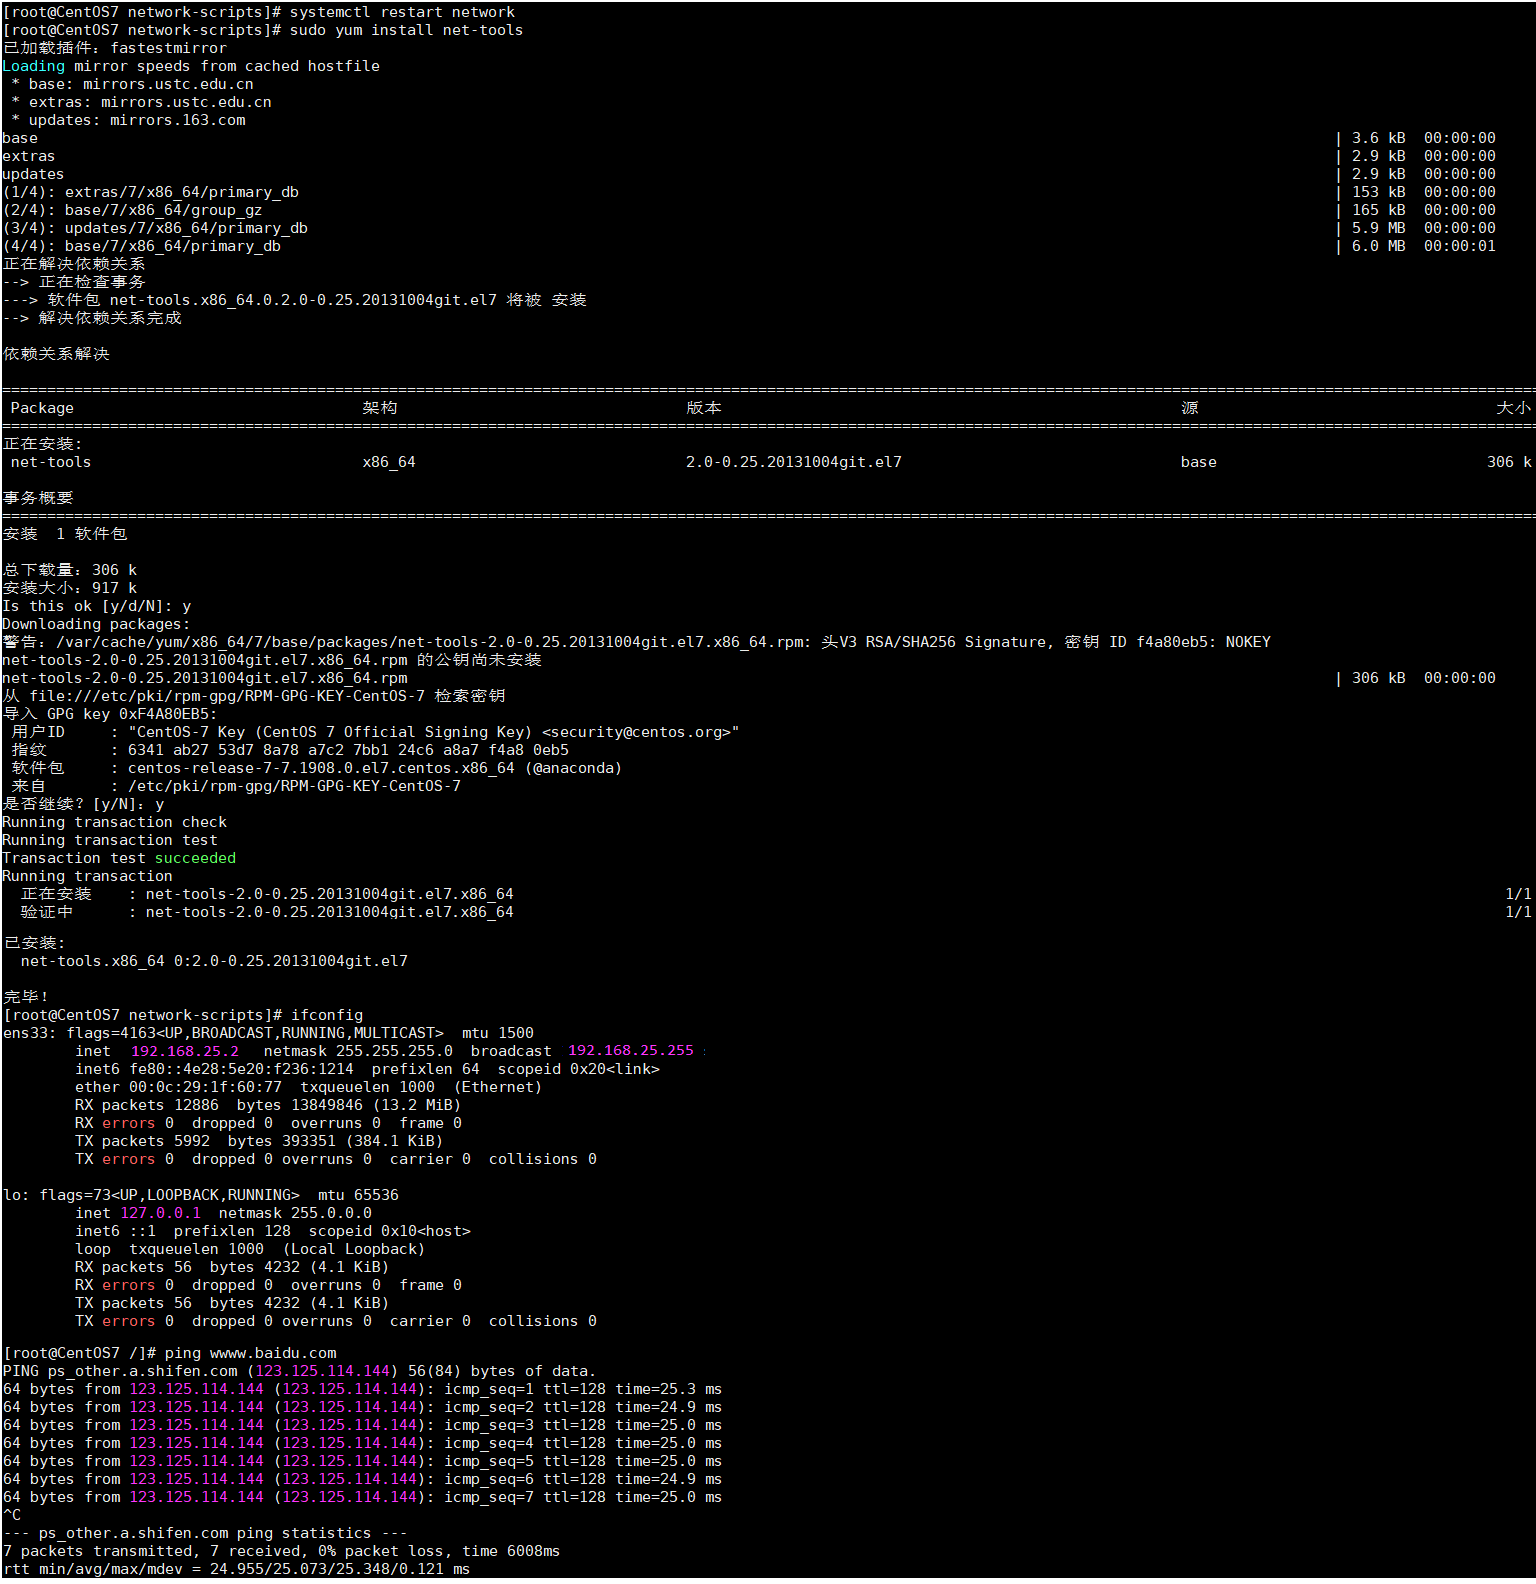 [root@CentOS7 network-scripts]# systemctl restart network
[root@CentOS7 network-scripts]# sudo yum install net-tools
已加载插件：fastestmirror
Loading mirror speeds from cached hostfile
 * base: mirrors.ustc.edu.cn
 * extras: mirrors.ustc.edu.cn
 * updates: mirrors.163.com
base | 3.6 kB 00:00:00
extras | 2.9 kB 00:00:00
updates | 2.9 kB 00:00:00
(1/4): extras/7/x86_64/primary_db | 153 kB 00:00:00
(2/4): base/7/x86_64/group_gz | 165 kB 00:00:00
(3/4): updates/7/x86_64/primary_db | 5.9 MB 00:00:00
(4/4): base/7/x86_64/primary_db | 6.0 MB 00:00:01
正在解决依赖关系
--> 正在检查事务
---> 软件包 net-tools.x86_64.0.2.0-0.25.20131004git.el7 将被 安装
--> 解决依赖关系完成
依赖关系解决
Package 架构 版本 源 大小
正在安装:
net-tools x86_64 2.0-0.25.20131004git.el7 base 306 k
事务概要
安装 1 软件包
总下载量：306 k
安装大小：917 k
Is this ok [y/d/N]: y
Downloading packages:
警告：/var/cache/yum/x86_64/7/base/packages/net-tools-2.0-0.25.20131004git.el7.x86_64.rpm: 头V3 RSA/SHA256 Signature, 密钥 ID f4a80eb5: NOKEY
net-tools-2.0-0.25.20131004git.el7.x86_64.rpm 的公钥尚未安装
net-tools-2.0-0.25.20131004git.el7.x86_64.rpm | 306 kB 00:00:00
从 file:///etc/pki/rpm-gpg/RPM-GPG-KEY-CentOS-7 检索密钥
导入 GPG key 0xF4A80EB5:
用户ID : "CentOS-7 Key (CentOS 7 Official Signing Key) <security@centos.org>"
指纹 : 6341 ab27 53d7 8a78 a7c2 7bb1 24c6 a8a7 f4a8 0eb5
软件包 : centos-release-7-7.1908.0.el7.centos.x86_64 (@anaconda)
来自 : /etc/pki/rpm-gpg/RPM-GPG-KEY-CentOS-7
是否继续？[y/N]：y
Running transaction check
Running transaction test
Transaction test succeeded
Running transaction
正在安装 : net-tools-2.0-0.25.20131004git.el7.x86_64 1/1
验证中 : net-tools-2.0-0.25.20131004git.el7.x86_64 1/1
已安装:
net-tools.x86_64 0:2.0-0.25.20131004git.el7
完毕！
[root@CentOS7 network-scripts]# ifconfig
ens33: flags=4163<UP,BROADCAST,RUNNING,MULTICAST> mtu 1500
inet 192.168.25.2 netmask 255.255.255.0 broadcast 192.168.25.255
inet6 fe80::4e28:5e20:f236:1214 prefixlen 64 scopeid 0x20<link>
ether 00:0c:29:1f:60:77 txqueuelen 1000 (Ethernet)
RX packets 12886 bytes 13849846 (13.2 MiB)
RX errors 0 dropped 0 overruns 0 frame 0
TX packets 5992 bytes 393351 (384.1 KiB)
TX errors 0 dropped 0 overruns 0 carrier 0 collisions 0
lo: flags=73<UP,LOOPBACK,RUNNING> mtu 65536
inet 127.0.0.1 netmask 255.0.0.0
inet6 ::1 prefixlen 128 scopeid 0x10<host>
loop txqueuelen 1000 (Local Loopback)
RX packets 56 bytes 4232 (4.1 KiB)
RX errors 0 dropped 0 overruns 0 frame 0
TX packets 56 bytes 4232 (4.1 KiB)
TX errors 0 dropped 0 overruns 0 carrier 0 collisions 0
[root@CentOS7 /]# ping wwww.baidu.com
PING ps_other.a.shifen.com (123.125.114.144) 56(84) bytes of data.
64 bytes from 123.125.114.144 (123.125.114.144): icmp_seq=1 ttl=128 time=25.3 ms
64 bytes from 123.125.114.144 (123.125.114.144): icmp_seq=2 ttl=128 time=24.9 ms
64 bytes from 123.125.114.144 (123.125.114.144): icmp_seq=3 ttl=128 time=25.0 ms
64 bytes from 123.125.114.144 (123.125.114.144): icmp_seq=4 ttl=128 time=25.0 ms
64 bytes from 123.125.114.144 (123.125.114.144): icmp_seq=5 ttl=128 time=25.0 ms
64 bytes from 123.125.114.144 (123.125.114.144): icmp_seq=6 ttl=128 time=24.9 ms
64 bytes from 123.125.114.144 (123.125.114.144): icmp_seq=7 ttl=128 time=25.0 ms
^C
--- ps_other.a.shifen.com ping statistics ---
7 packets transmitted, 7 received, 0% packet loss, time 6008ms
rtt min/avg/max/mdev = 24.955/25.073/25.348/0.121 ms